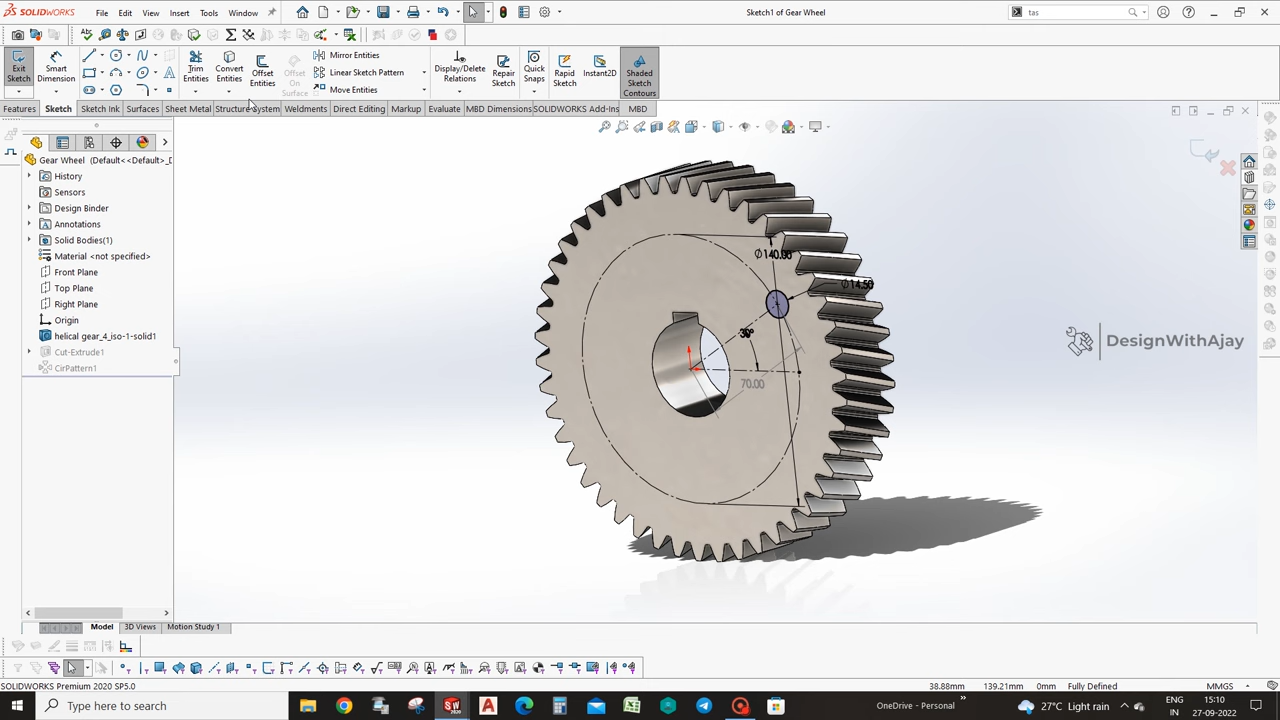 SOLIDWORKS
File Edit View Insert Tools Window
Sketch1 of Gear Wheel
tas
Exit Sketch
Smart Dimension
Trim Entities
Convert Entities
Offset Entities
Offset On Surface
Mirror Entities
Linear Sketch Pattern
Move Entities
Display/Delete Relations
Repair Sketch
Quick Snaps
Rapid Sketch
Instant2D
Shaded Sketch Contours
Features Sketch Sketch Ink Surfaces Sheet Metal Structure System Weldments Direct Editing Markup Evaluate MBD Dimensions SOLIDWORKS Add-Ins MBD
Gear Wheel (Default<<Default>_D
History
Sensors
Design Binder
Annotations
Solid Bodies(1)
Material <not specified>
Front Plane
Top Plane
Right Plane
Origin
helical gear_4_iso-1-solid1
Cut-Extrude1
CirPattern1
Ø140.00
Ø14.50
70.00
DesignWithAjay
Model 3D Views Motion Study 1
SOLIDWORKS Premium 2020 SP5.0
38.88mm 139.21mm 0mm Fully Defined MMGS
Type here to search
OneDrive - Personal
27°C Light rain
ENG
IN
15:10
27-09-2022